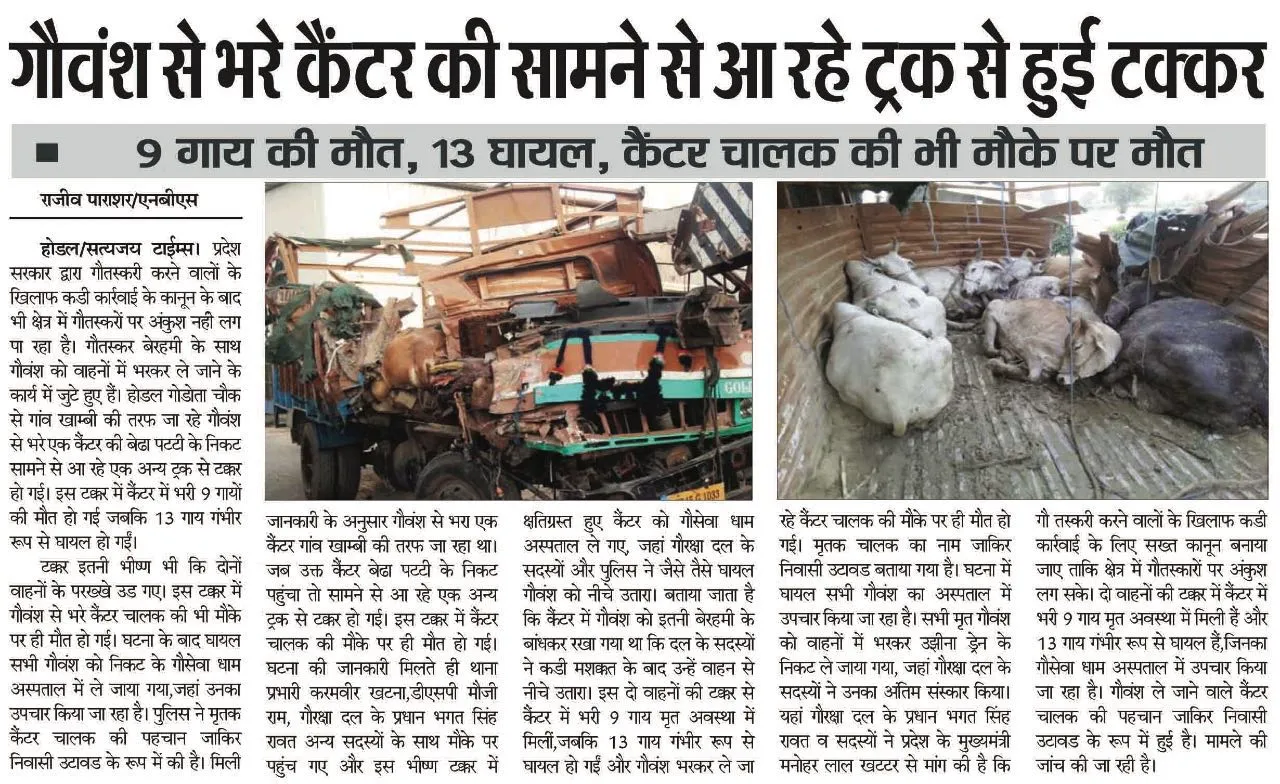 गौवंश से भरे कैंटर की सामने से आ रहे ट्रक से हुई टक्कर
■ 9 गाय की मौत, 13 घायल, कैंटर चालक की भी मौके पर मौत
राजीव पाराशर/एनबीएस
होडल/सत्यजय टाईम्स। प्रदेश
सरकार द्वारा गौतस्करी करने वालों के
खिलाफ कडी कार्रवाई के कानून के बाद
भी क्षेत्र में गौतस्करों पर अंकुश नहीं लग
पा रहा है। गौतस्कर बेरहमी के साथ
गौवंश को वाहनों में भरकर ले जाने के
कार्य में जुटे हुए हैं। होडल गोडोता चौक
से गांव खाम्बी की तरफ जा रहे गौवंश
से भरे एक कैंटर की बेढा पटटी के निकट
सामने से आ रहे एक अन्य ट्रक से टक्कर
हो गई। इस टक्कर में कैंटर में भरी 9 गायों
की मौत हो गई जबकि 13 गाय गंभीर
रूप से घायल हो गईं।
टक्कर इतनी भीष्ण भी कि दोनों
वाहनों के परखे उड गए। इस टक्कर में
गौवंश से भरे कैंटर चालक की भी मौके
पर ही मौत हो गई। घटना के बाद घायल
सभी गौवंश को निकट के गौसेवा धाम
अस्पताल में ले जाया गया,जहां उनका
उपचार किया जा रहा है। पुलिस ने मृतक
कैंटर चालक की पहचान जाकिर
निवासी उटावड के रूप में की है। मिली
जानकारी के अनुसार गौवंश से भरा एक
कैंटर गांव खाम्बी की तरफ जा रहा था।
जब उक्त कैंटर बेढा पटटी के निकट
पहुंचा तो सामने से आ रहे एक अन्य
ट्रक से टक्कर हो गई। इस टक्कर में कैंटर
चालक की मौके पर ही मौत हो गई।
घटना की जानकारी मिलते ही थाना
प्रभारी करमवीर खटना,डीएसपी मौजी
राम, गौरक्षा दल के प्रधान भगत सिंह
रावत अन्य सदस्यों के साथ मौके पर
पहुंच गए और इस भीष्ण टक्कर में
क्षतिग्रस्त हुए कैंटर को गौसेवा धाम
अस्पताल ले गए, जहां गौरक्षा दल के
सदस्यों और पुलिस ने जैसे तैसे घायल
गौवंश को नीचे उतारा। बताया जाता है
कि कैंटर में गौवंश को इतनी बेरहमी के
बांधकर रखा गया था कि दल के सदस्यों
ने कडी मशक्कत के बाद उन्हें वाहन से
नीचे उतारा। इस दो वाहनों की टक्कर से
कैंटर में भरी 9 गाय मृत अवस्था में
मिलीं,जबकि 13 गाय गंभीर रूप से
घायल हो गईं और गौवंश भरकर ले जा
रहे कैंटर चालक की मौके पर ही मौत हो
गई। मृतक चालक का नाम जाकिर
निवासी उटावड बताया गया है। घटना में
घायल सभी गौवंश का अस्पताल में
उपचार किया जा रहा है। सभी मृत गौवंश
को वाहनों में भरकर उझीना ड्रेन के
निकट ले जाया गया, जहां गौरक्षा दल के
सदस्यों ने उनका अंतिम संस्कार किया।
यहां गौरक्षा दल के प्रधान भगत सिंह
रावत व सदस्यों ने प्रदेश के मुख्यमंत्री
मनोहर लाल खटटर से मांग की है कि
गौ तस्करी करने वालों के खिलाफ कडी
कार्रवाई के लिए सख्त कानून बनाया
जाए ताकि क्षेत्र में गौतस्करों पर अंकुश
लग सके। दो वाहनों की टक्कर में कैंटर में
भरी 9 गाय मृत अवस्था में मिली हैं और
13 गाय गंभीर रूप से घायल हैं,जिनका
गौसेवा धाम अस्पताल में उपचार किया
जा रहा है। गौवंश ले जाने वाले कैंटर
चालक की पहचान जाकिर निवासी
उटावड के रूप में हुई है। मामले की
जांच की जा रही है।